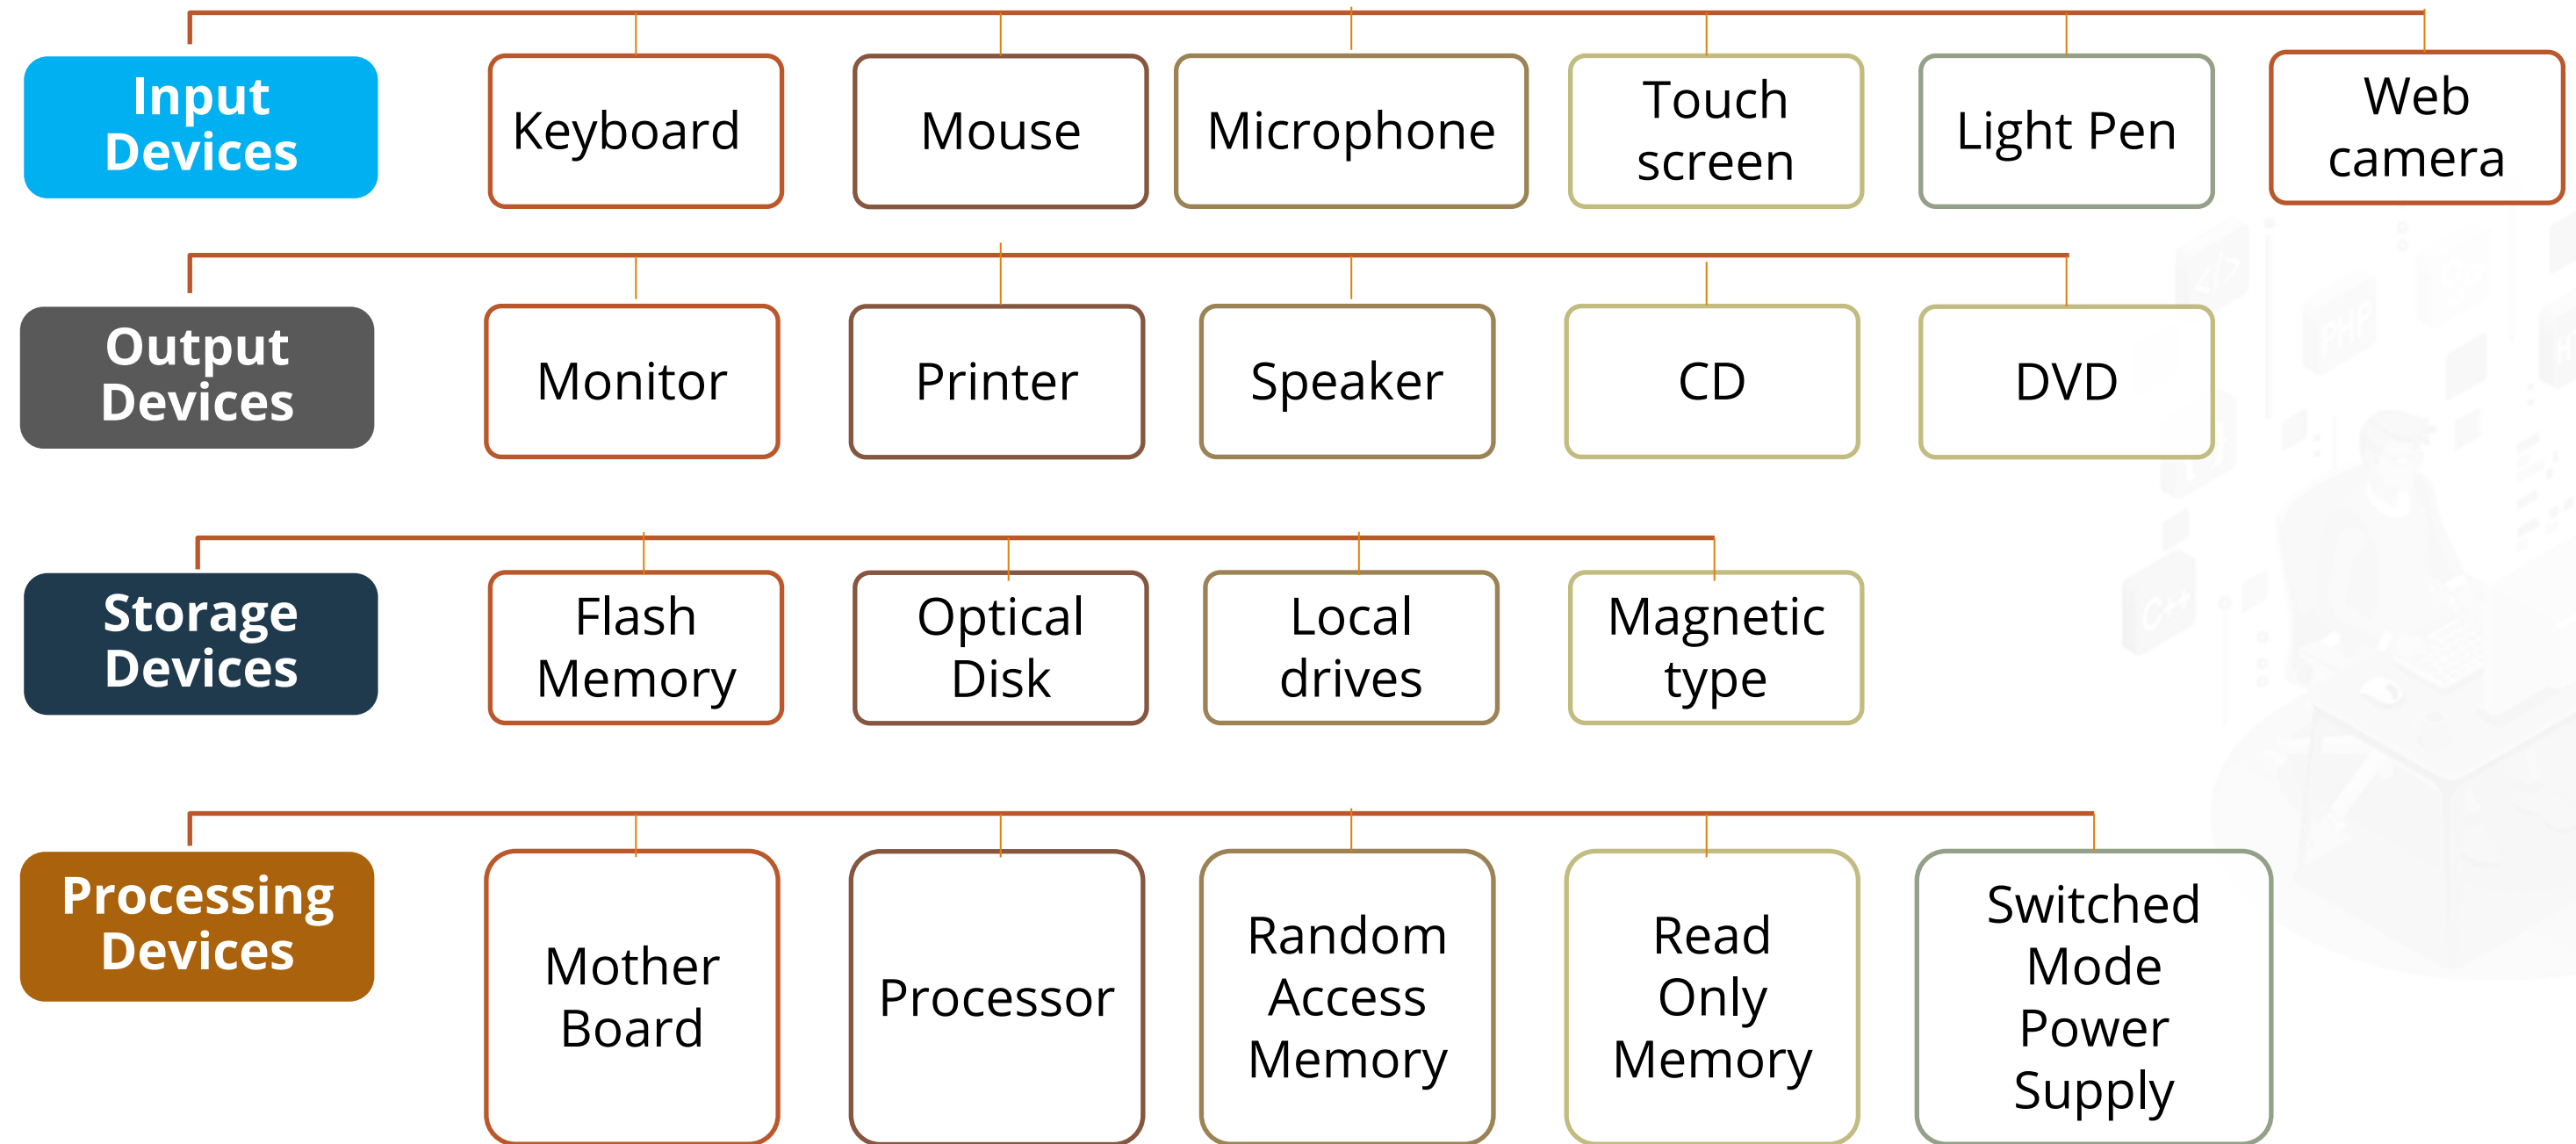 Input
Devices
Keyboard
Mouse
Microphone
Touch
screen
Light Pen
Web
camera
Output
Devices
Monitor
Printer
Speaker
CD
DVD
Storage
Devices
Flash
Memory
Optical
Disk
Local
drives
Magnetic
type
Processing
Devices
Mother
Board
Processor
Random
Access
Memory
Read
Only
Memory
Switched
Mode
Power
Supply
</>
PHP
C++